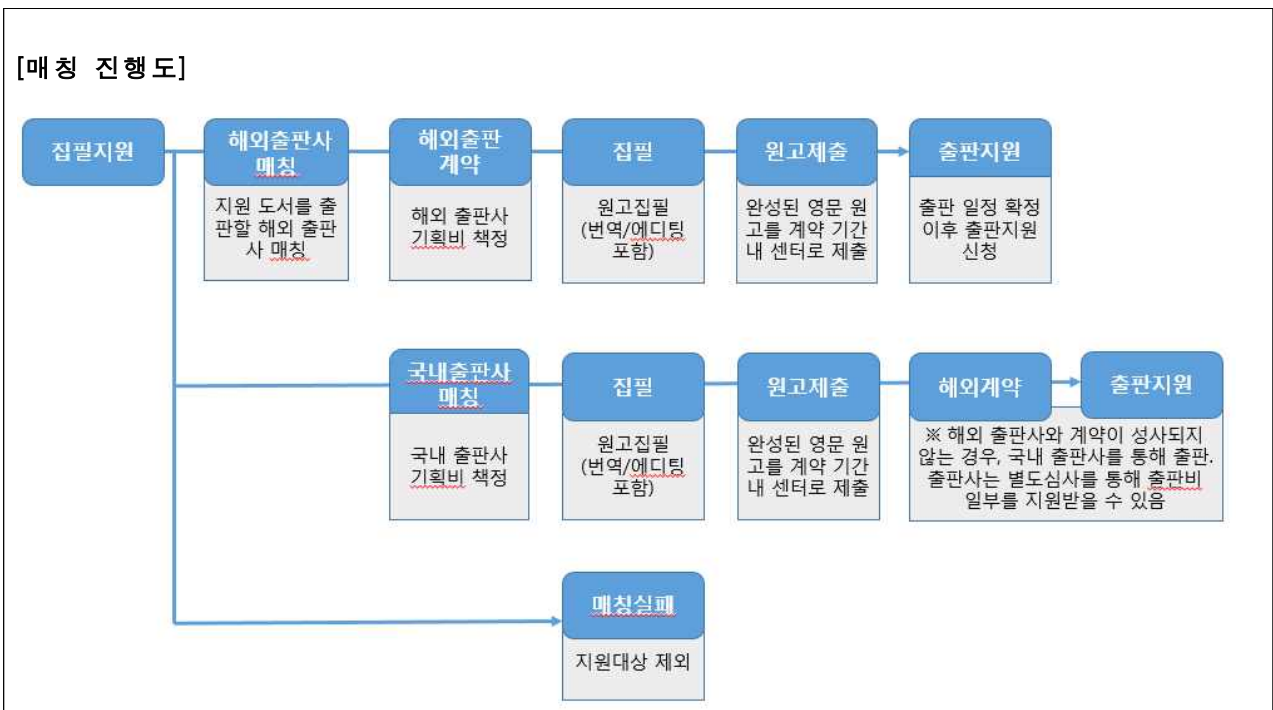 [매칭 진행도]
집필지원
해외출판사
매칭
지원 도서를 출
판할 해외 출판
사 매칭
해외출판
계약
해외 출판사
기획비 책정
집필
원고집필
(번역/에디팅
포함)
원고제출
완성된 영문 원
고를 계약 기간
내 센터로 제출
출판지원
출판 일정 확정
이후 출판지원
신청
국내출판사
매칭
국내 출판사
기획비 책정
집필
원고집필
(번역/에디팅
포함)
원고제출
완성된 영문 원
고를 계약 기간
내 센터로 제출
해외계약
출판지원
※ 해외 출판사와 계약이 성사되지
않는 경우, 국내 출판사를 통해 출판.
출판사는 별도심사를 통해 출판비
일부를 지원받을 수 있음
매칭실패
지원대상 제외